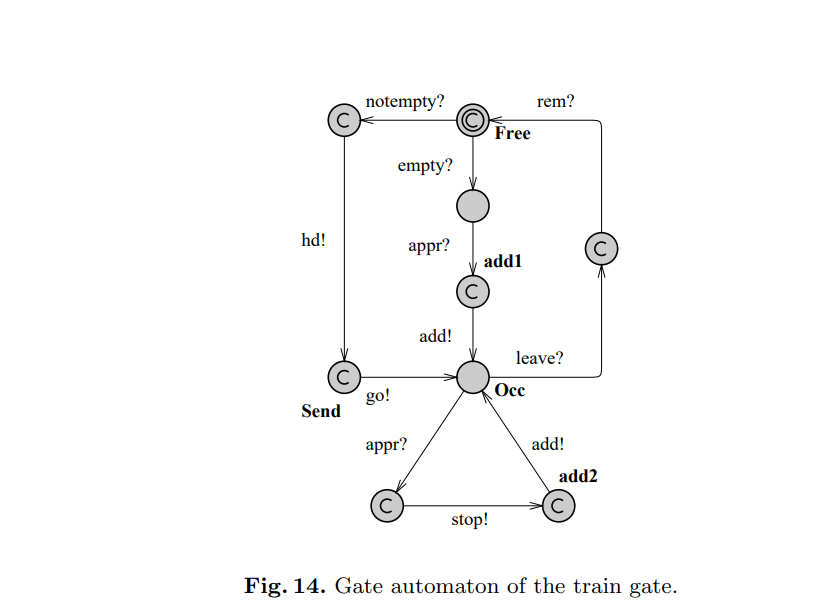 notempty?
rem?
C
C
Free
empty?
hd!
appr?
C
add1
C
add!
leave?
C
go!
Occ
Send
appr?
add!
add2
C
C
stop!
Fig. 14. Gate automaton of the train gate.